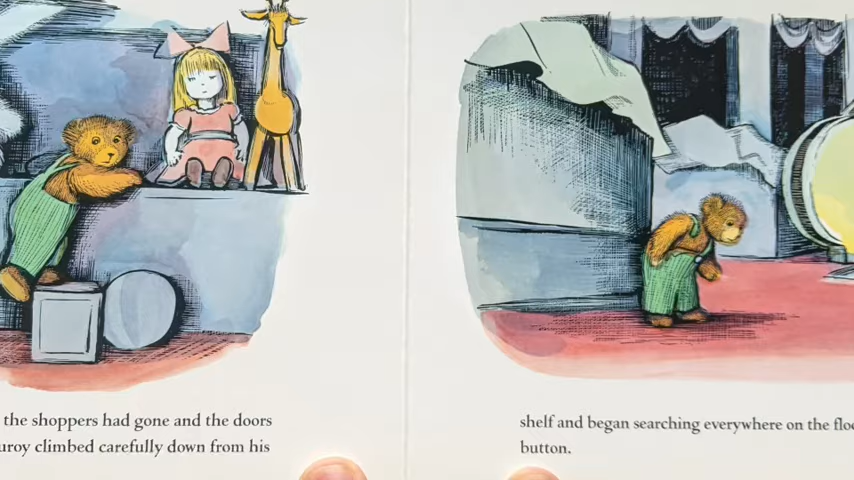 the shoppers had gone and the doors
uroy climbed carefully down from his
shelf and began searching everywhere on the floo
button.